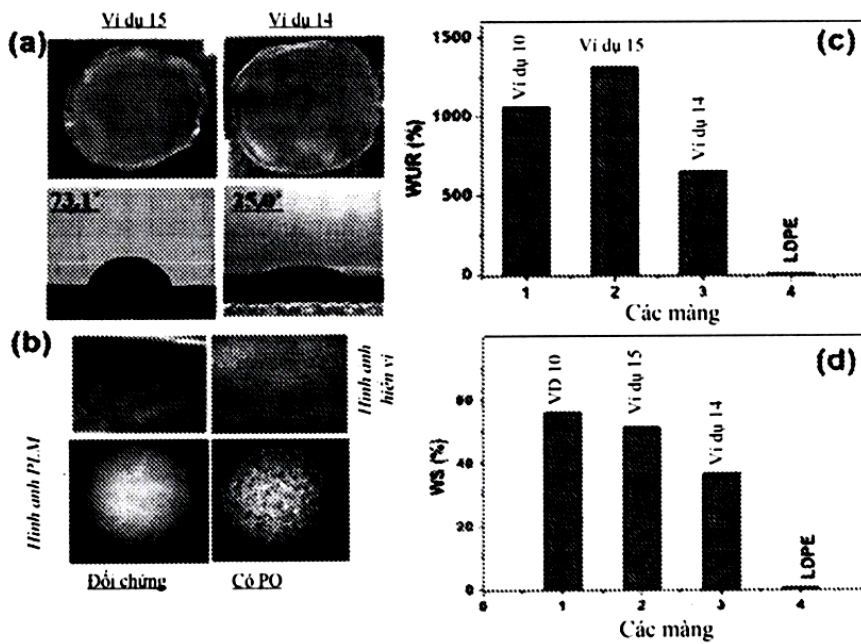 (a)
Ví dụ 15
Ví dụ 14
73,1°
25,0°
(b)
Hình anh hiên vi
Hình anh PLM
Đối chứng
Có PO
(c)
1500
1000
500
0
WUR (%)
Ví dụ 10
Ví dụ 15
Ví dụ 14
LDPE
1
2
3
4
Các màng
(d)
60
40
20
0
WS (%)
VD 10
Ví dụ 15
Ví dụ 14
LDPE
0
1
2
3
4
Các màng